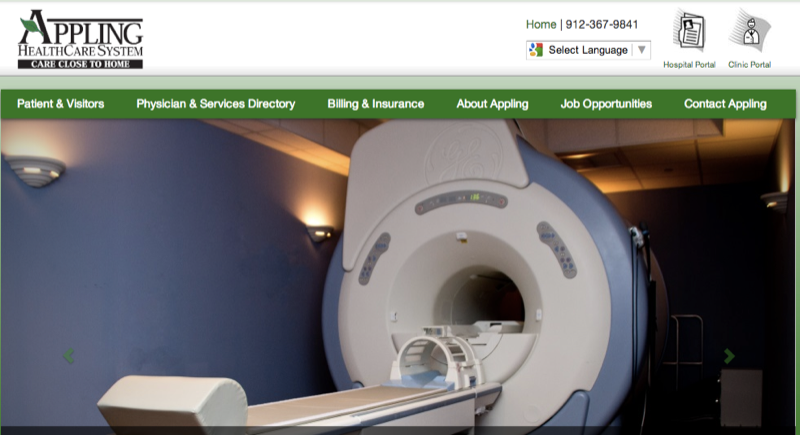 APPLING
HEALTHCARE SYSTEM
CARE CLOSE TO HOME
Home | 912-367-9841
Select Language ▼
Hospital Portal
Clinic Portal
Patient & Visitors
Physician & Services Directory
Billing & Insurance
About Appling
Job Opportunities
Contact Appling